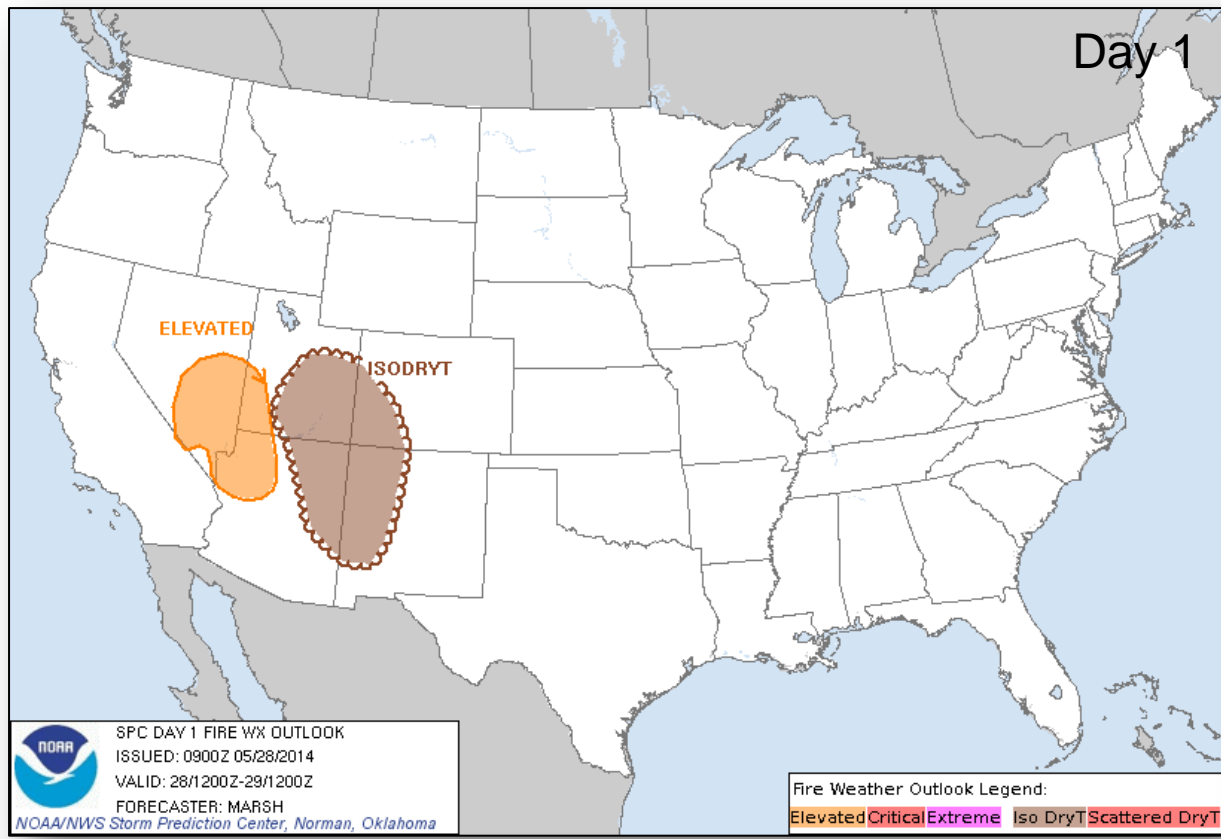 Day 1
ELEVATED
ISODRYT
NOAA
SPC DAY 1 FIRE WX OUTLOOK
ISSUED: 0900Z 05/28/2014
VALID: 28/1200Z-29/1200Z
FORECASTER: MARSH
NOAA/NWS Storm Prediction Center, Norman, Oklahoma
Fire Weather Outlook Legend:
Elevated Critical Extreme Iso DryT Scattered DryT